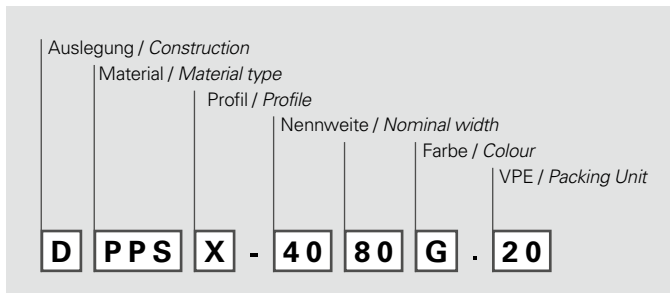 Auslegung / Construction
Material / Material type
Profil / Profile
Nennweite / Nominal width
Farbe / Colour
VPE / Packing Unit
D PPS X - 40 80 G . 20